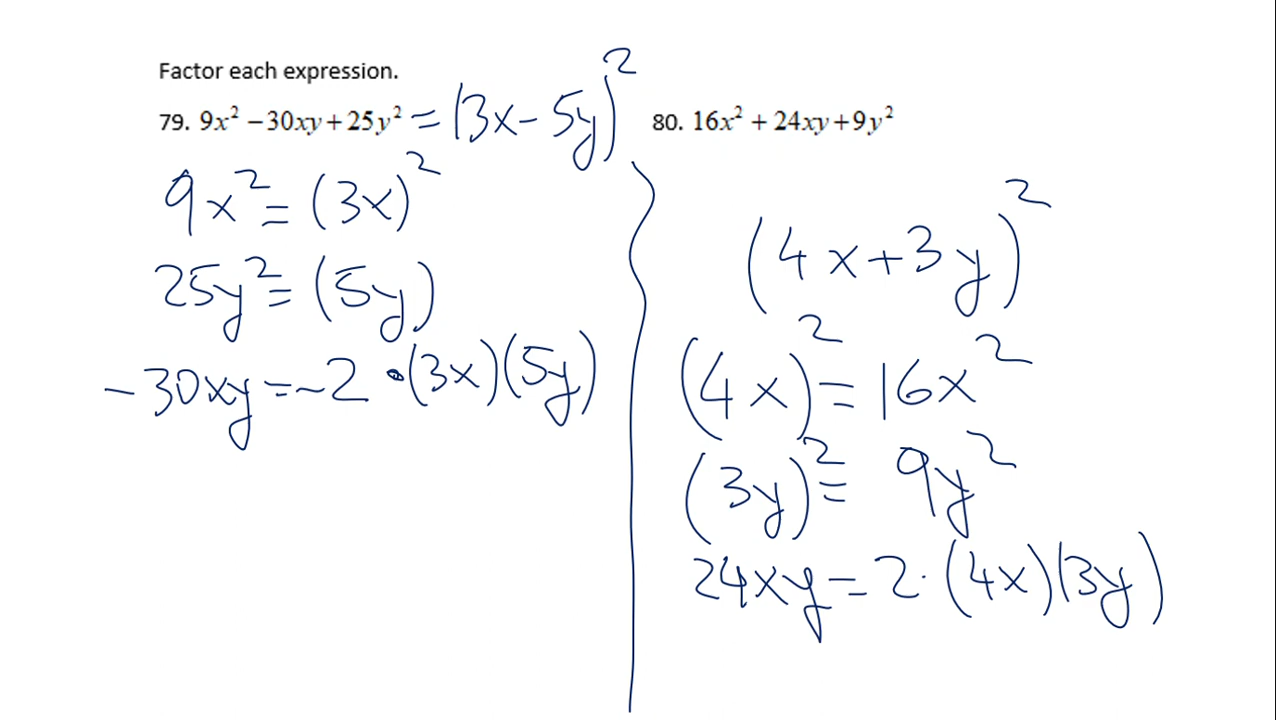 Factor each expression.
79. 9x² − 30xy + 25y² = (3x − 5y)²
9x² = (3x)²
25y² = (5y)
−30xy = −2 · (3x)(5y)
80. 16x² + 24xy + 9y²
(4x + 3y)²
(4x)² = 16x²
(3y)² = 9y²
24xy = 2 · (4x)(3y)